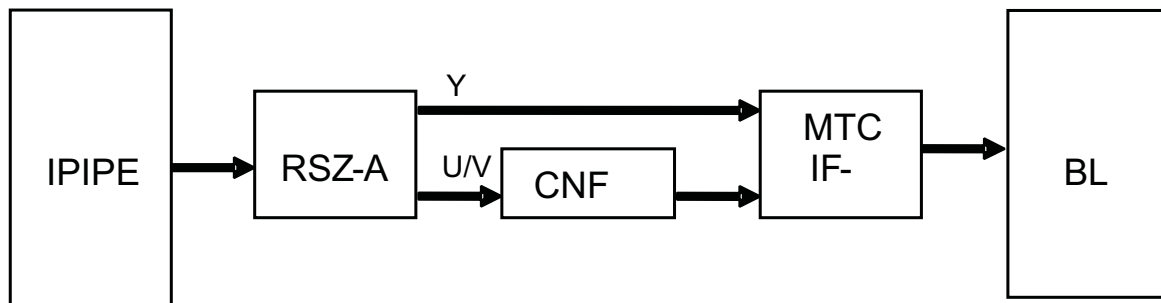 IPIPE
RSZ-A
Y
U/V
CNF
MTC
IF-
BL